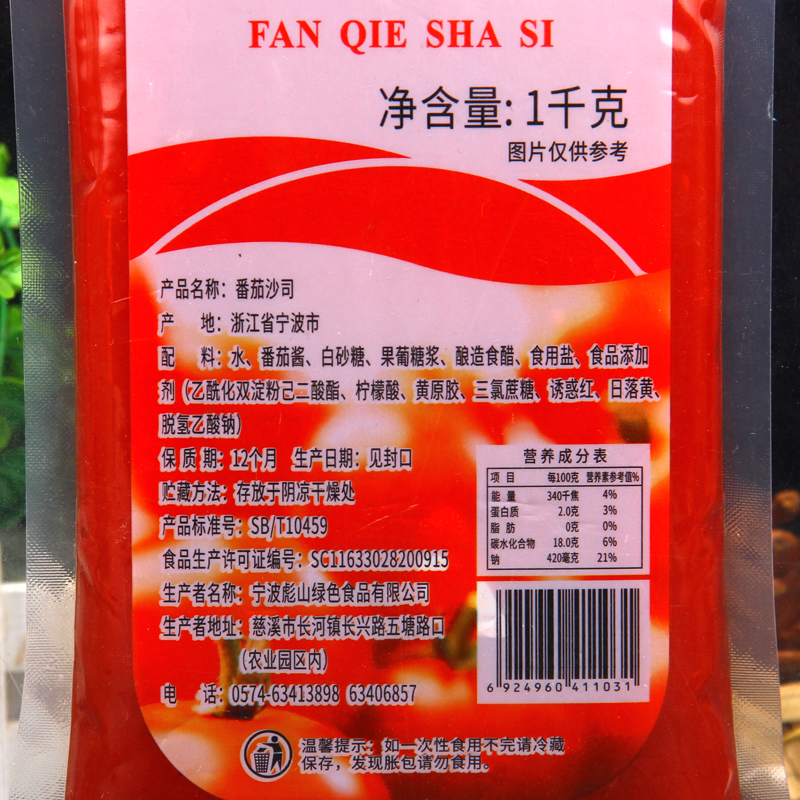 FAN QIE SHA SI
净含量: 1千克
图片仅供参考
产品名称: 番茄沙司
产 地: 浙江省宁波市
配 料: 水、番茄酱、白砂糖、果葡糖浆、酿造食醋、食用盐、食品添加
剂（乙酰化双淀粉己二酸酯、柠檬酸、黄原胶、三氯蔗糖、诱惑红、日落黄、
脱氢乙酸钠）
保 质 期: 12个月 生产日期: 见封口
贮藏方法: 存放于阴凉干燥处
产品标准号: SB/T10459
食品生产许可证编号: SC11633028200915
生产者名称: 宁波彪山绿色食品有限公司
生产者地址: 慈溪市长河镇长兴路五塘路口
（农业园区内）
电 话: 0574-63413898 63406857
营养成分表
项 目 每100克 营养素参考值%
能 量 340千焦 4%
蛋白质 2.0克 3%
脂 肪 0克 0%
碳水化合物 18.0克 6%
钠 420毫克 21%
6 924960 411031
温馨提示: 如一次性食用不完请冷藏
保存，发现胀包请勿食用。